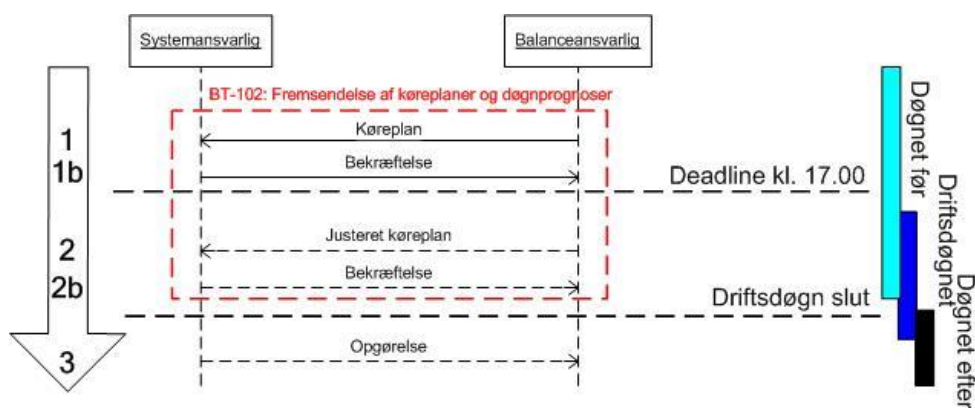 Systemansvarlig
Balanceansvarlig
BT-102: Fremsendelse af køreplaner og døgnprognoser
1
Køreplan
1b
Bekræftelse
Deadline kl. 17.00
2
Justeret køreplan
2b
Bekræftelse
Driftsdøgn slut
3
Opgørelse
Døgnet før
Driftsdøgnet
Døgnet efter